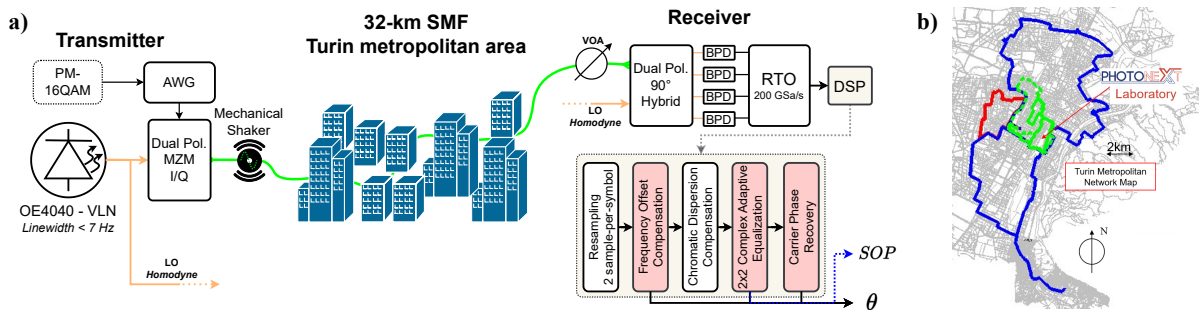 a)
Transmitter
PM-
16QAM
AWG
Dual Pol.
MZM
I/Q
Mechanical
Shaker
OE4040 - VLN
Linewidth < 7 Hz
LO
Homodyne
32-km SMF
Turin metropolitan area
Receiver
VOA
LO
Homodyne
Dual Pol.
90°
Hybrid
BPD
BPD
BPD
BPD
RTO
200 GSa/s
DSP
Resampling
2 sample-per-symbol
Frequency Offset
Compensation
Chromatic Dispersion
Compensation
2x2 Complex Adaptive
Equalization
Carrier Phase
Recovery
SOP
θ
b)
PHOTONEXT
Laboratory
2km
Turin Metropolitan
Network Map
N